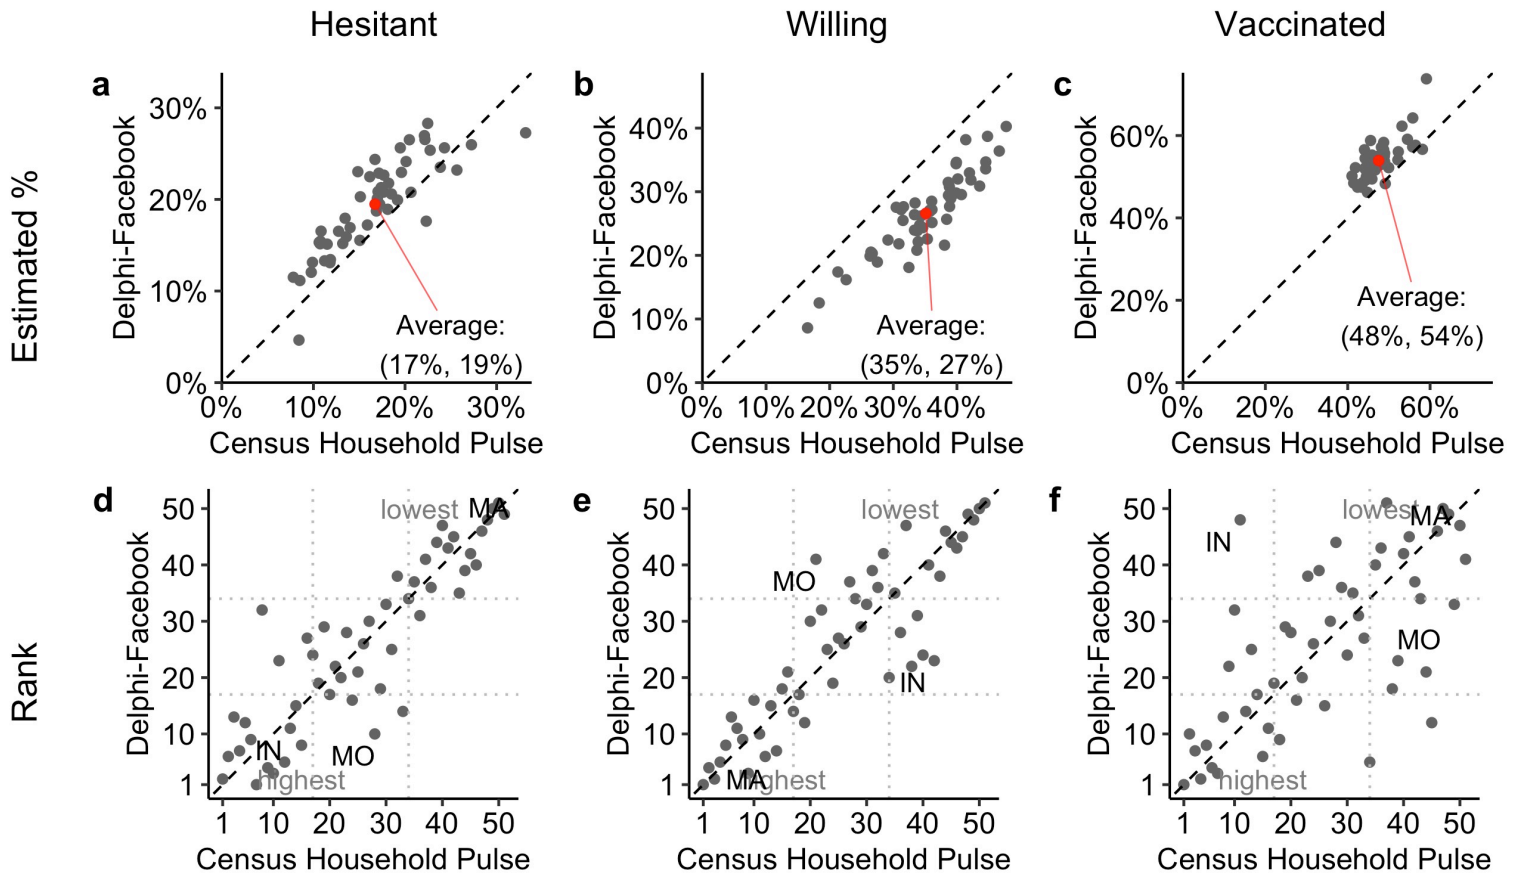 Hesitant
Willing
Vaccinated
Estimated %
a
Delphi-Facebook
30%
20%
10%
0%
Average:
(17%, 19%)
0% 10% 20% 30%
Census Household Pulse
b
Delphi-Facebook
40%
30%
20%
10%
0%
Average:
(35%, 27%)
0% 10% 20% 30% 40%
Census Household Pulse
c
Delphi-Facebook
60%
40%
20%
0%
Average:
(48%, 54%)
0% 20% 40% 60%
Census Household Pulse
Rank
d
Delphi-Facebook
50
40
30
20
10
1
lowest
MA
IN
MO
highest
1 10 20 30 40 50
Census Household Pulse
e
Delphi-Facebook
50
40
30
20
10
1
lowest
MO
IN
MA
highest
1 10 20 30 40 50
Census Household Pulse
f
Delphi-Facebook
50
40
30
20
10
1
lowest
MA
IN
MO
highest
1 10 20 30 40 50
Census Household Pulse